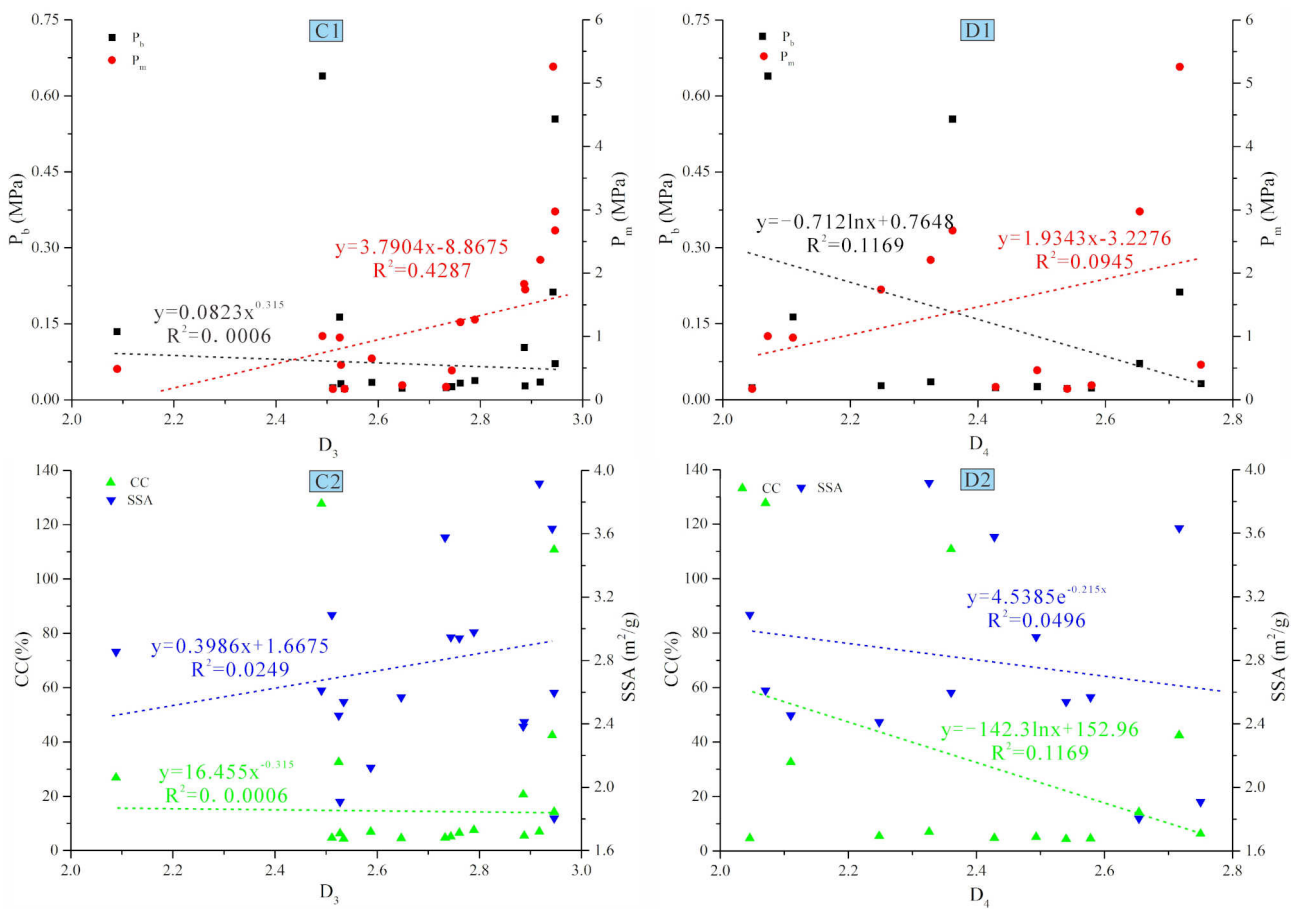 C1
P_b
P_m
0.75
0.60
0.45
0.30
0.15
0.00
P_b (MPa)
6
5
4
3
2
1
0
P_m (MPa)
y=3.7904x-8.8675
R²=0.4287
y=0.0823x^0.315
R²=0.0006
2.0 2.2 2.4 2.6 2.8 3.0
D₃
D1
P_b
P_m
0.75
0.60
0.45
0.30
0.15
0.00
P_b (MPa)
6
5
4
3
2
1
0
P_m (MPa)
y=−0.712lnx+0.7648
R²=0.1169
y=1.9343x-3.2276
R²=0.0945
2.0 2.2 2.4 2.6 2.8
D₄
C2
CC
SSA
140
120
100
80
60
40
20
0
CC(%)
4.0
3.6
3.2
2.8
2.4
2.0
1.6
SSA (m²/g)
y=0.3986x+1.6675
R²=0.0249
y=16.455x^-0.315
R²=0. 0.0006
2.0 2.2 2.4 2.6 2.8 3.0
D₃
D2
CC SSA
140
120
100
80
60
40
20
0
CC(%)
4.0
3.6
3.2
2.8
2.4
2.0
1.6
SSA (m²/g)
y=4.5385e^-0.215x
R²=0.0496
y=−142.3lnx+152.96
R²=0.1169
2.0 2.2 2.4 2.6 2.8
D₄